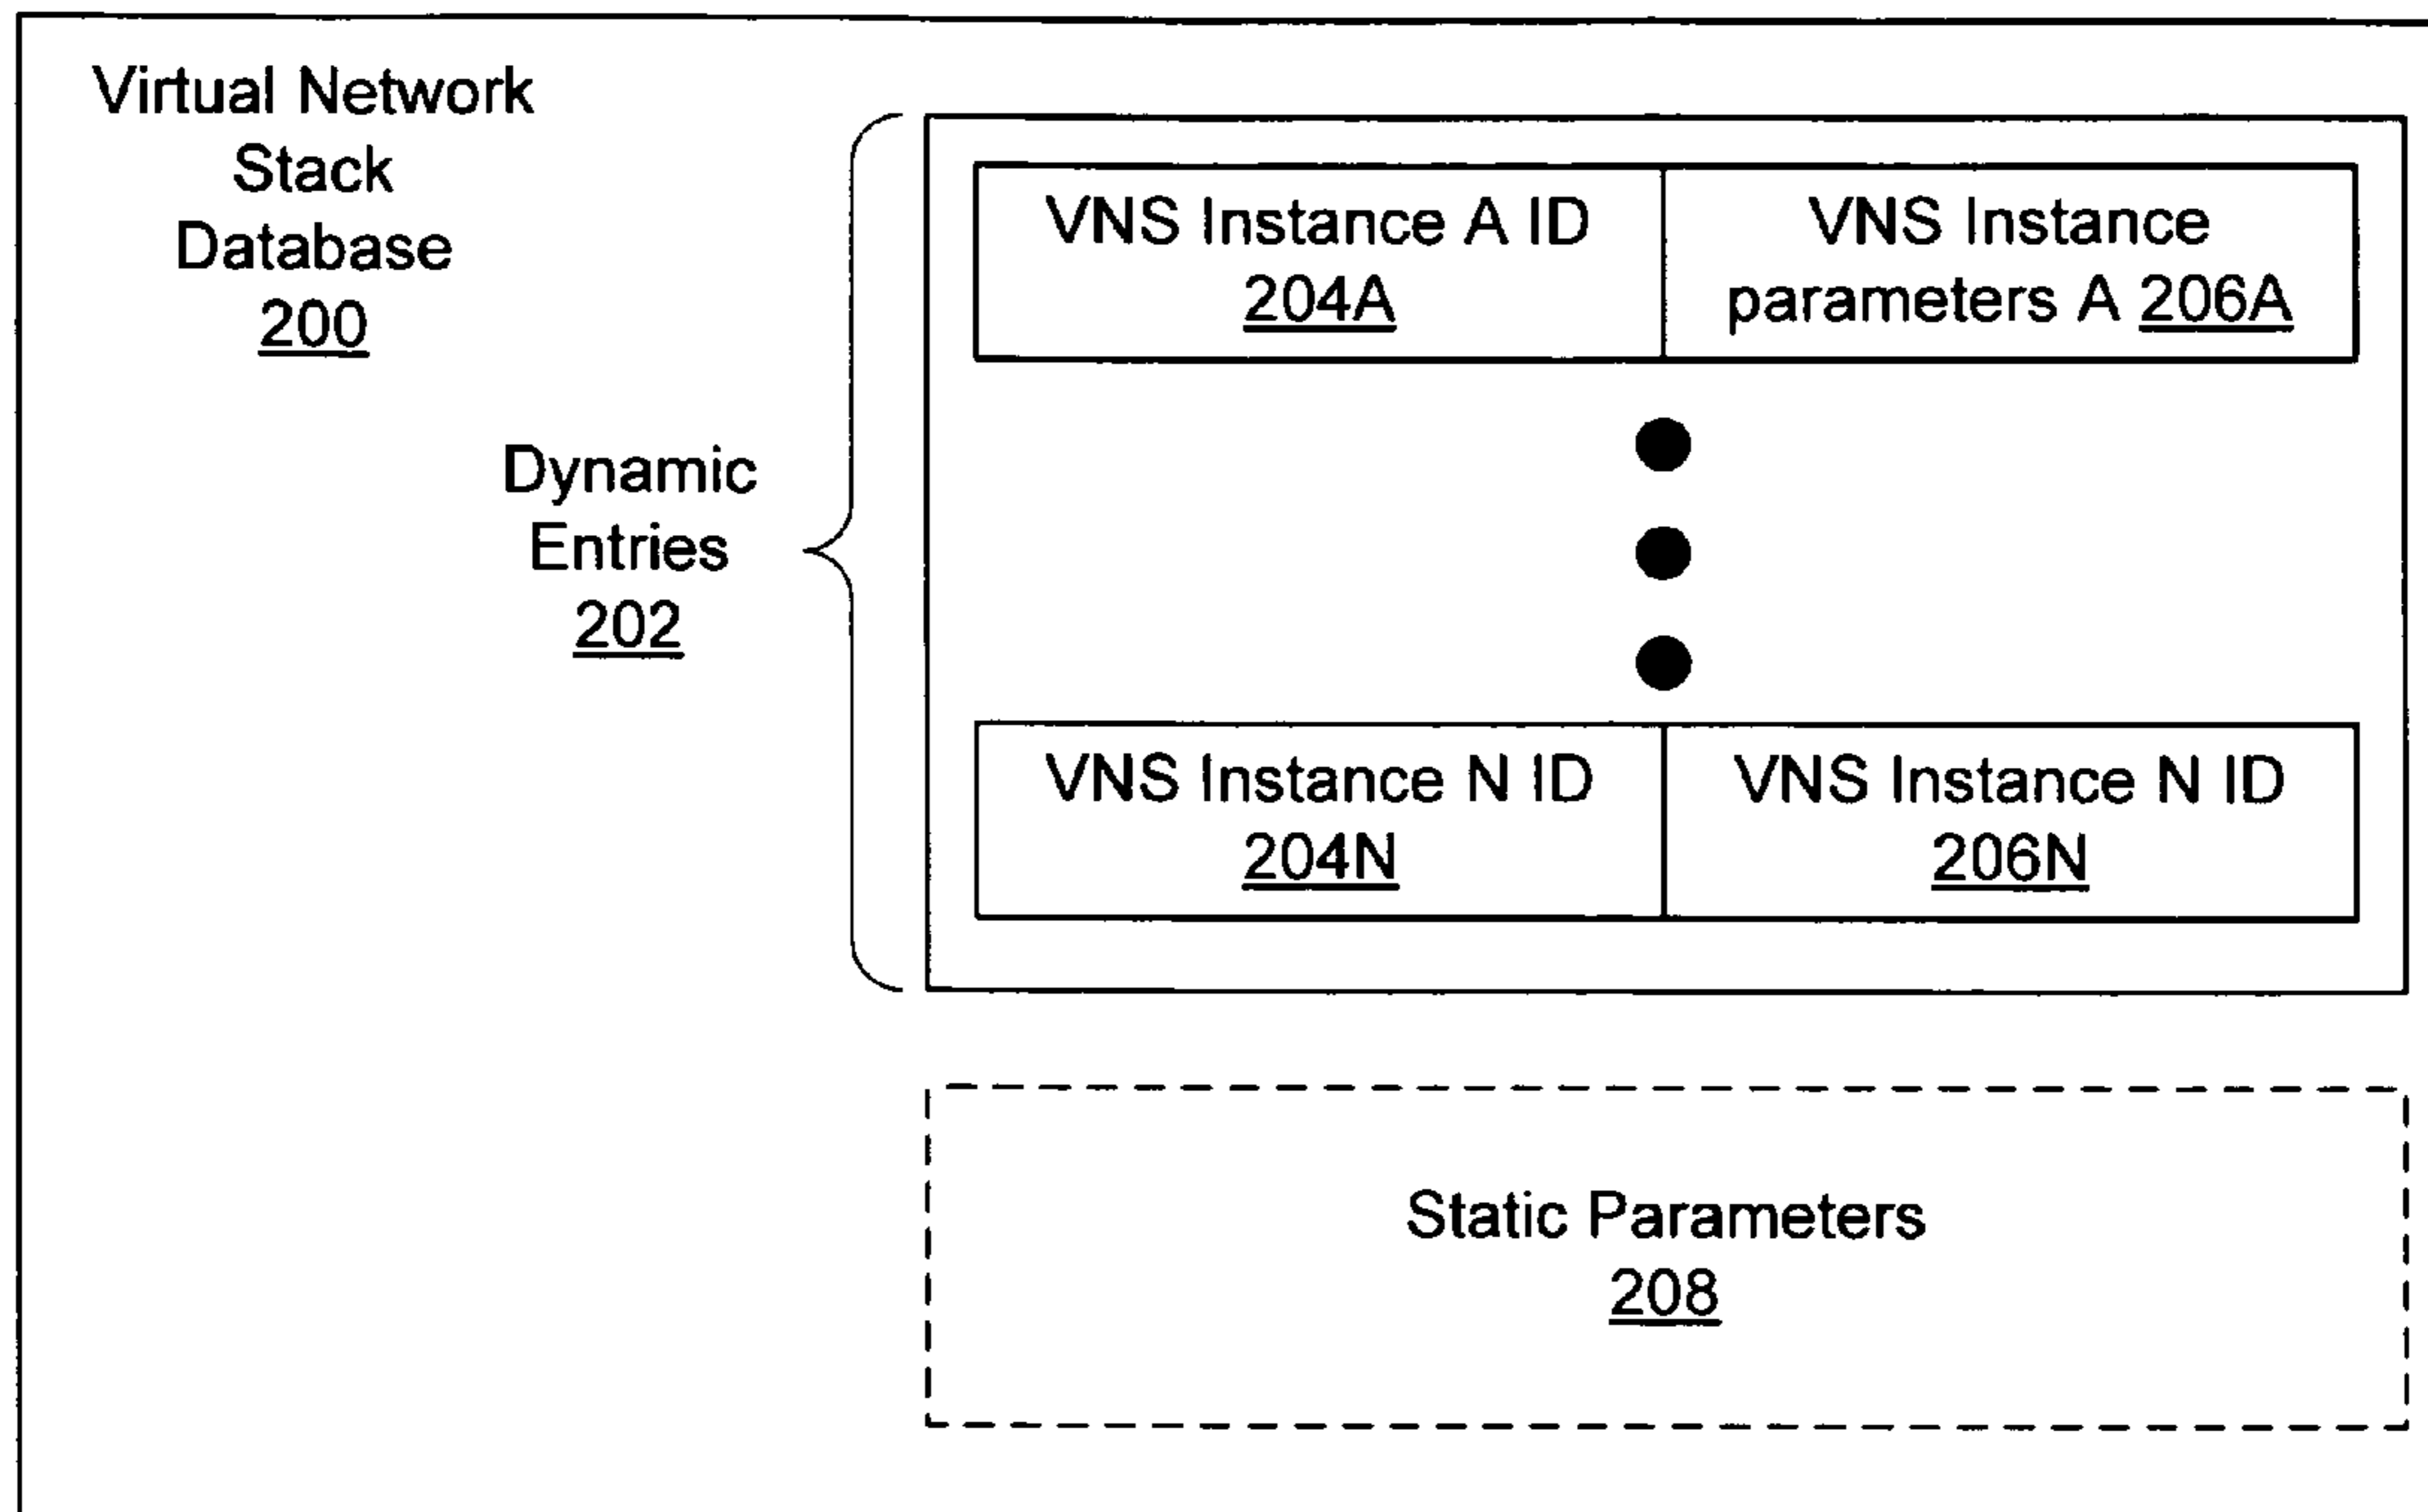 Virtual Network
Stack
Database
200
Dynamic
Entries
202
VNS Instance A ID
204A
VNS Instance
parameters A 206A
VNS Instance N ID
204N
VNS Instance N ID
206N
Static Parameters
208